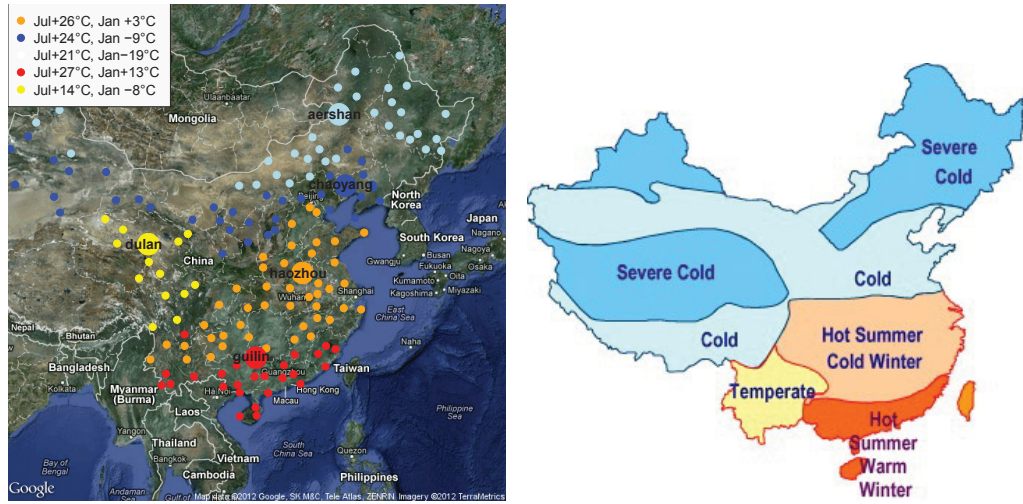 Jul+26°C, Jan +3°C
Jul+24°C, Jan −9°C
Jul+21°C, Jan−19°C
Jul+27°C, Jan+13°C
Jul+14°C, Jan −8°C
Ulaanbaatar
Mongolia
aershan
chaoyang
Beijing
North
Korea
Japan
Nagano
Nagoya
Osaka
South Korea
Gwangju
Busan
Fukuoka
Oita
Kumamoto
Kagoshima
Miyazaki
dulan
China
haozhou
Wuhan
Shanghai
East
China Sea
Naha
Nepal
Bhutan
Bangladesh
Kolkata
guilin
Guangzhou
Taiwan
Hong Kong
Macau
Ha Noi
Myanmar
(Burma)
Laos
Yangon
Thailand
Bangkok
Vietnam
Cambodia
South
China Sea
Philippine
Sea
Quezon
Philippines
Bay of
Bengal
Andaman
Sea
Gulf of
Google
Map data ©2012 Google, SK M&C, Tele Atlas, ZENRIN Imagery ©2012 TerraMetrics
Severe
Cold
Severe Cold
Cold
Cold
Hot Summer
Cold Winter
Temperate
Hot
Summer
Warm
Winter